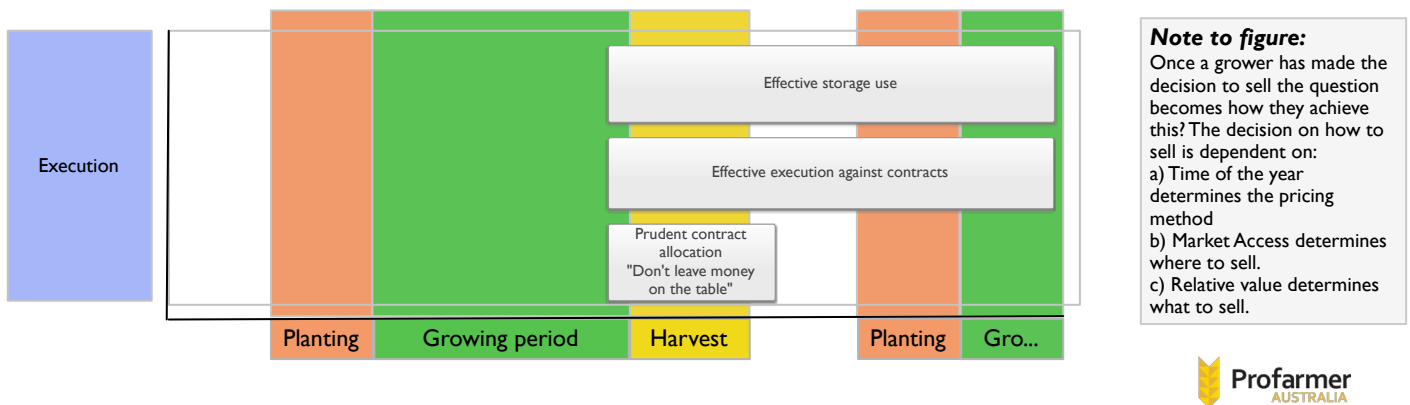 Execution
Effective storage use
Effective execution against contracts
Prudent contract
allocation
"Don't leave money
on the table"
Planting
Growing period
Harvest
Planting
Gro...
Note to figure:
Once a grower has made the
decision to sell the question
becomes how they achieve
this? The decision on how to
sell is dependent on:
a) Time of the year
determines the pricing
method
b) Market Access determines
where to sell.
c) Relative value determines
what to sell.
Profarmer
AUSTRALIA